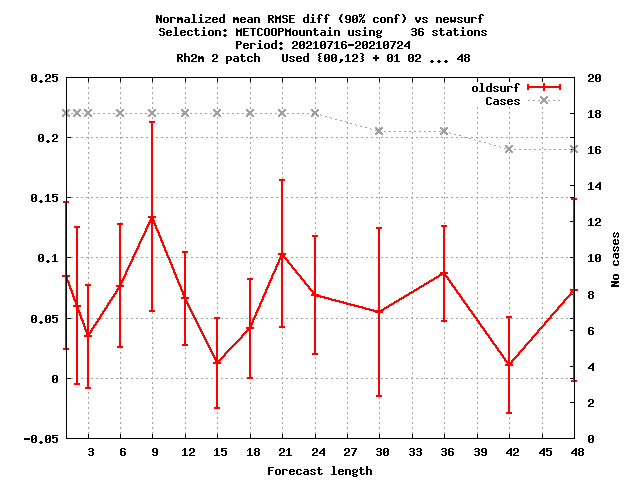 Normalized mean RMSE diff (90% conf) vs newsurf
Selection: METCOOPMountain using    36 stations
Period: 20210716-20210724
Rh2m 2 patch   Used {00,12} + 01 02 ... 48
oldsurf
Cases
0.25
0.2
0.15
0.1
0.05
0
-0.05
20
18
16
14
12
10
8
6
4
2
0
No cases
3 6 9 12 15 18 21 24 27 30 33 36 39 42 45 48
Forecast length